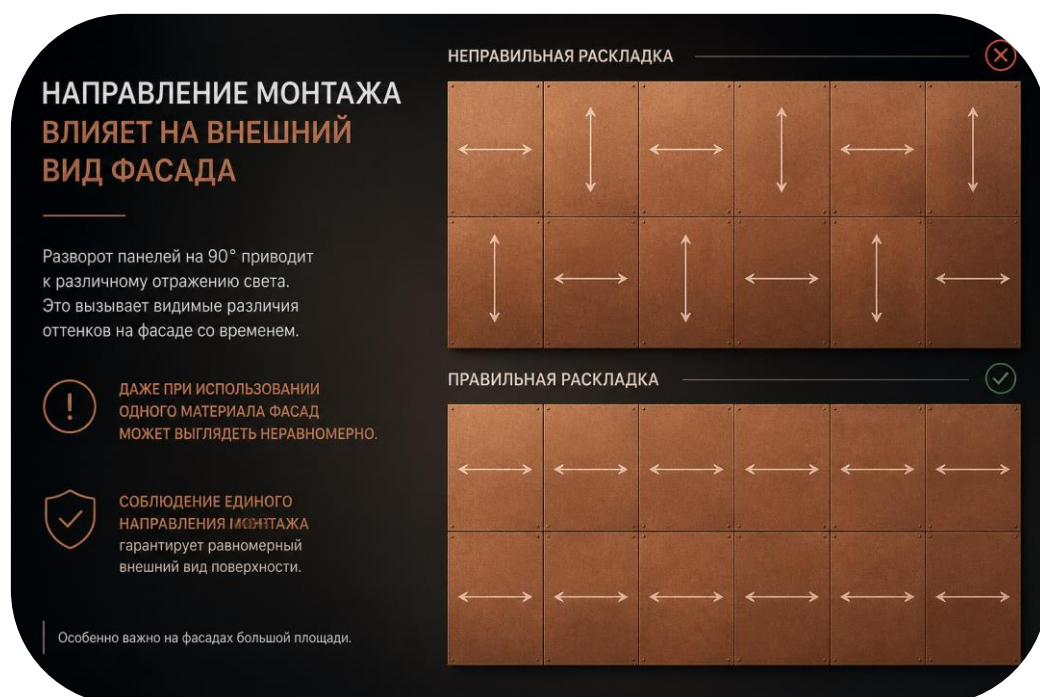 НАПРАВЛЕНИЕ МОНТАЖА
ВЛИЯЕТ НА ВНЕШНИЙ
ВИД ФАСАДА
Разворот панелей на 90° приводит
к различному отражению света.
Это вызывает видимые различия
оттенков на фасаде со временем.
ДАЖЕ ПРИ ИСПОЛЬЗОВАНИИ
ОДНОГО МАТЕРИАЛА ФАСАД
МОЖЕТ ВЫГЛЯДЕТЬ НЕРАВНОМЕРНО.
СОБЛЮДЕНИЕ ЕДИНОГО
НАПРАВЛЕНИЯ МОНТАЖА
гарантирует равномерный
внешний вид поверхности.
Особенно важно на фасадах большой площади.
НЕПРАВИЛЬНАЯ РАСКЛАДКА
ПРАВИЛЬНАЯ РАСКЛАДКА